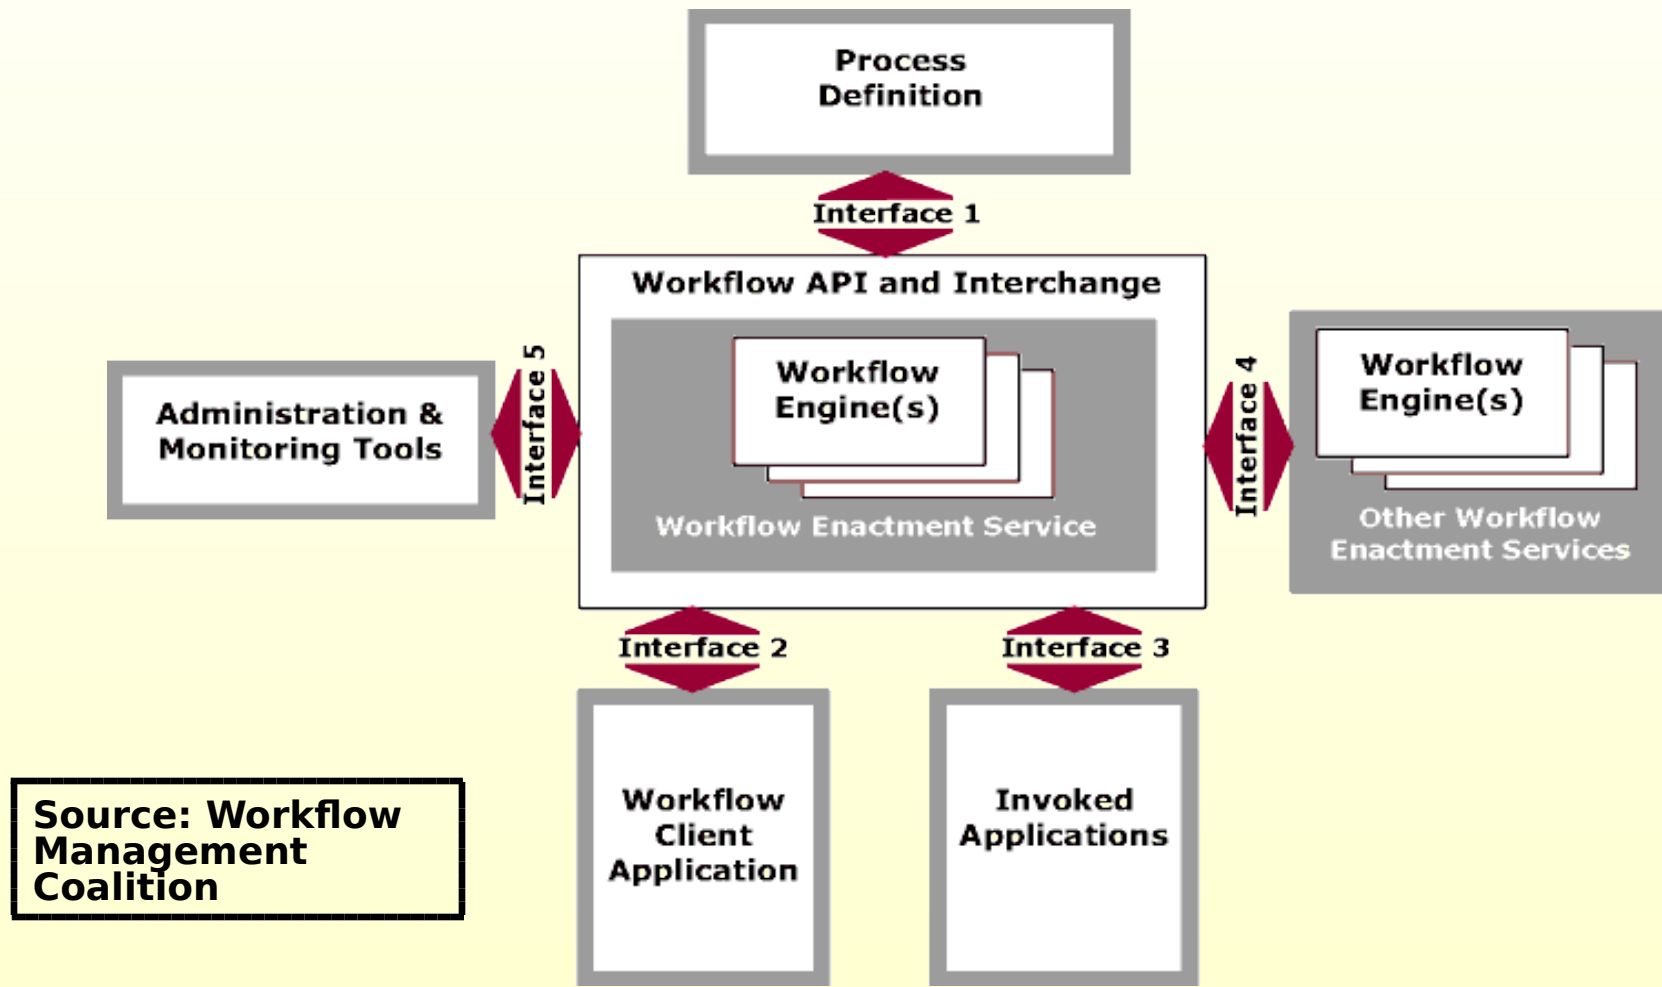 Process
Definition
Interface 1
Workflow API and Interchange
Workflow
Engine(s)
Workflow Enactment Service
Administration &
Monitoring Tools
Interface 5
Interface 4
Workflow
Engine(s)
Other Workflow
Enactment Services
Interface 2
Interface 3
Workflow
Client
Application
Invoked
Applications
Source: Workflow
Management
Coalition